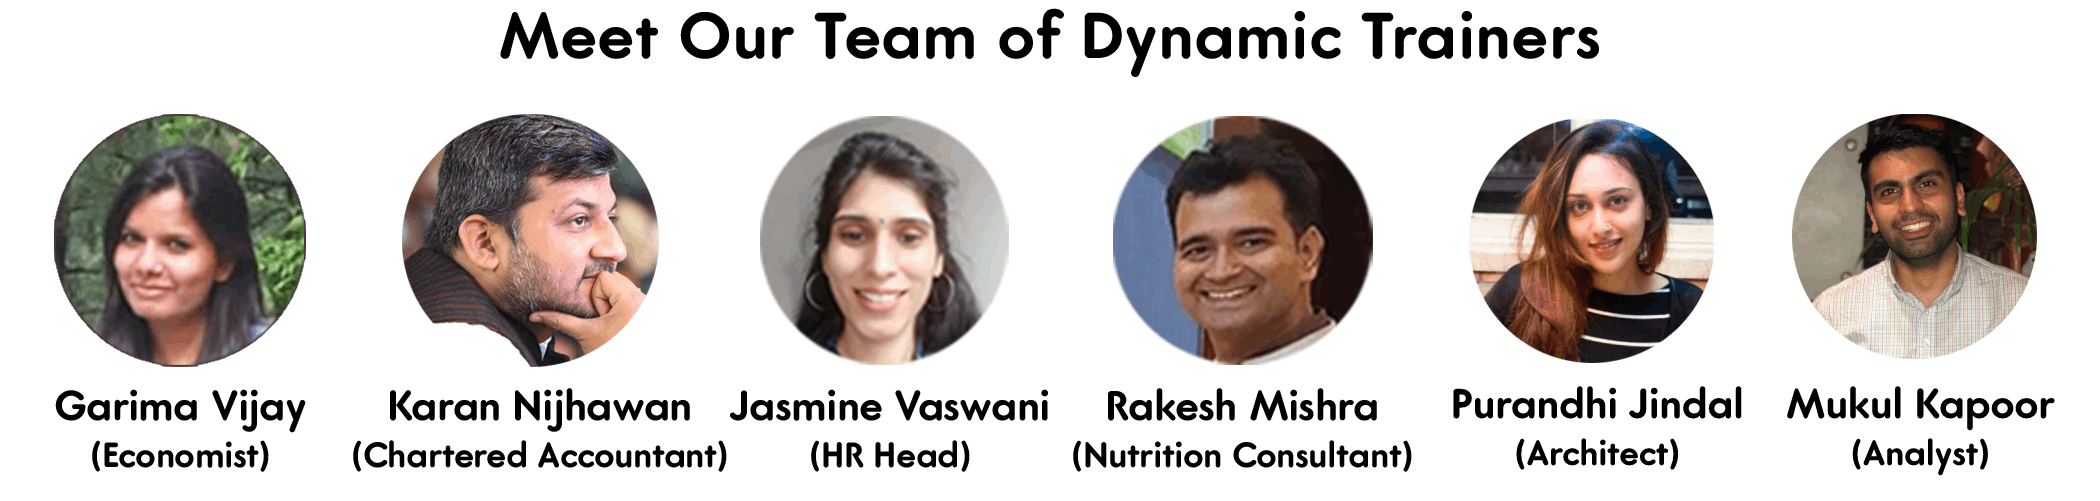 Meet Our Team of Dynamic Trainers
Garima Vijay
(Economist)
Karan Nijhawan
(Chartered Accountant)
Jasmine Vaswani
(HR Head)
Rakesh Mishra
(Nutrition Consultant)
Purandhi Jindal
(Architect)
Mukul Kapoor
(Analyst)